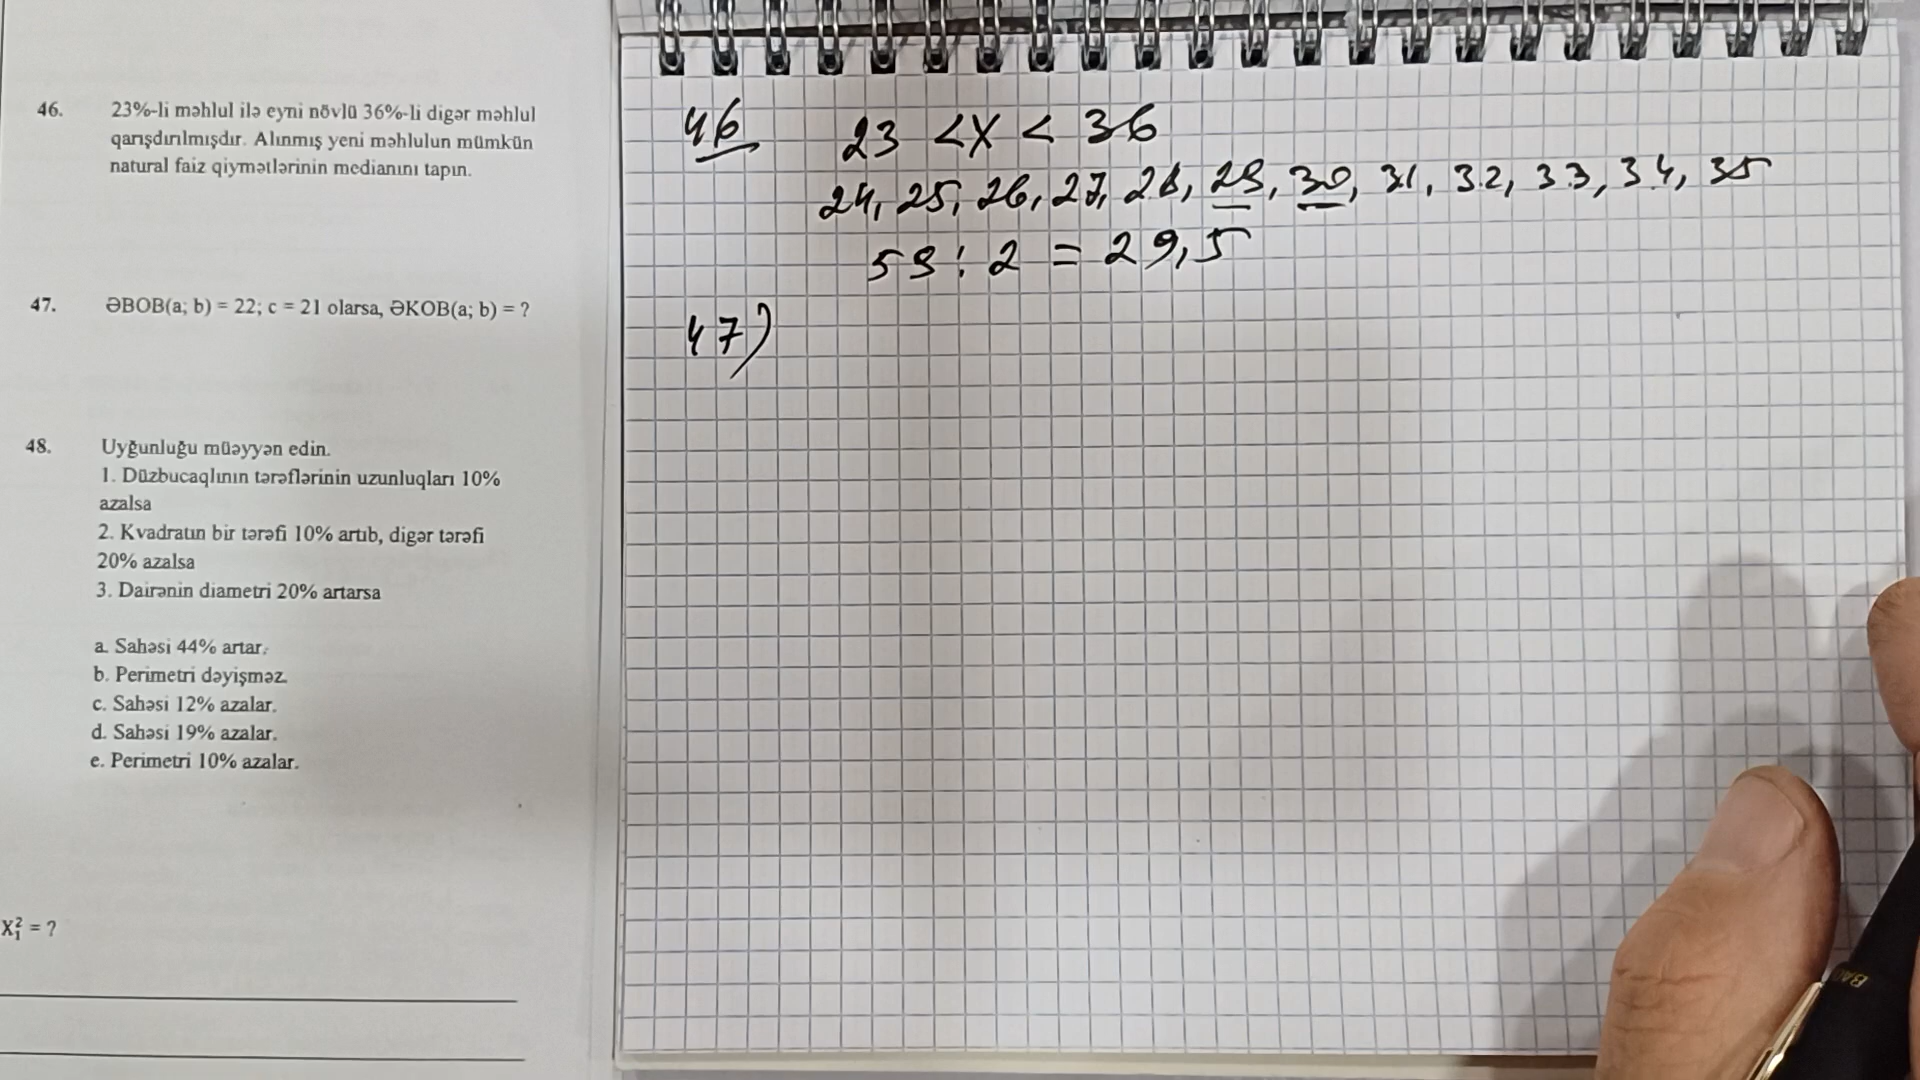 46. 23%-li məhlul ilə eyni növlü 36%-li digər məhlul
qarışdırılmışdır. Alınmış yeni məhlulun mümkün
natural faiz qiymətlərinin medianını tapın.
47. ƏBOB(a; b) = 22; c = 21 olarsa, ƏKOB(a; b) = ?
48. Uyğunluğu müəyyən edin.
1. Düzbucaqlının tərəflərinin uzunluqları 10%
azalsa
2. Kvadratın bir tərəfi 10% artıb, digər tərəfi
20% azalsa
3. Dairənin diametri 20% artarsa
a. Sahəsi 44% artar.
b. Perimetri dəyişməz.
c. Sahəsi 12% azalar.
d. Sahəsi 19% azalar.
e. Perimetri 10% azalar.
X₁² = ?
46 23 < X < 36
24, 25, 26, 27, 28, 29, 30, 31, 32, 33, 34, 35
59 : 2 = 29,5
47)